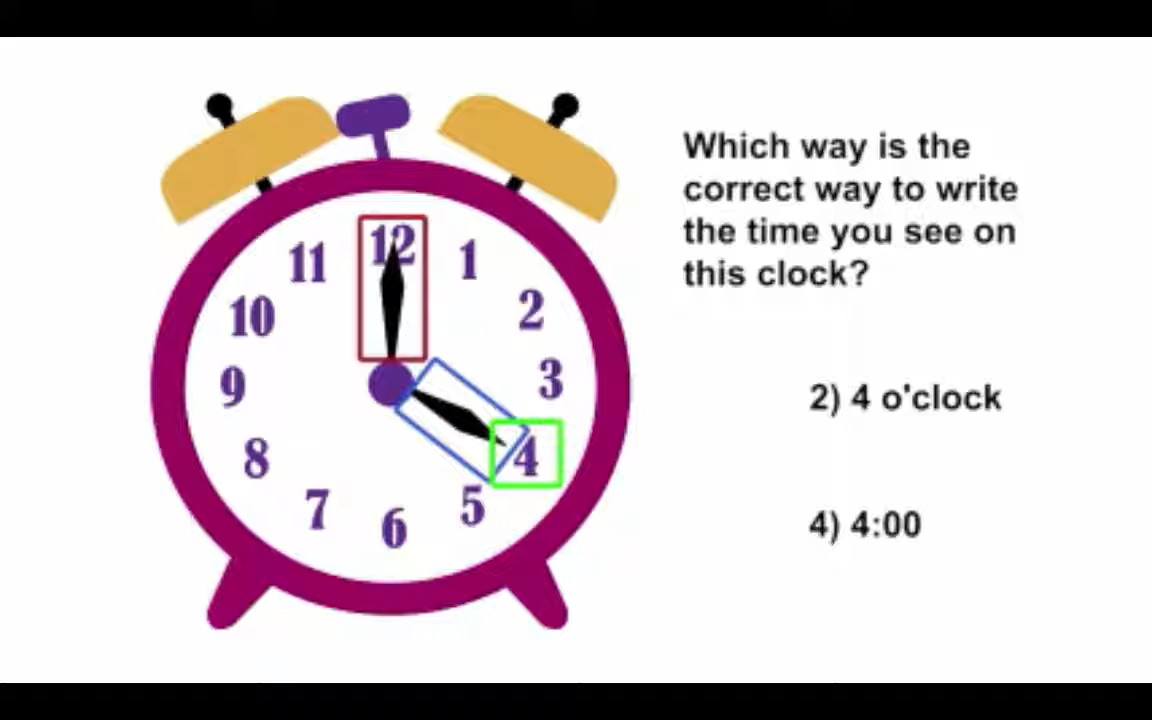 12
11 1
10 2
9 3
8 4
7 5
6
Which way is the
correct way to write
the time you see on
this clock?
2) 4 o'clock
4) 4:00